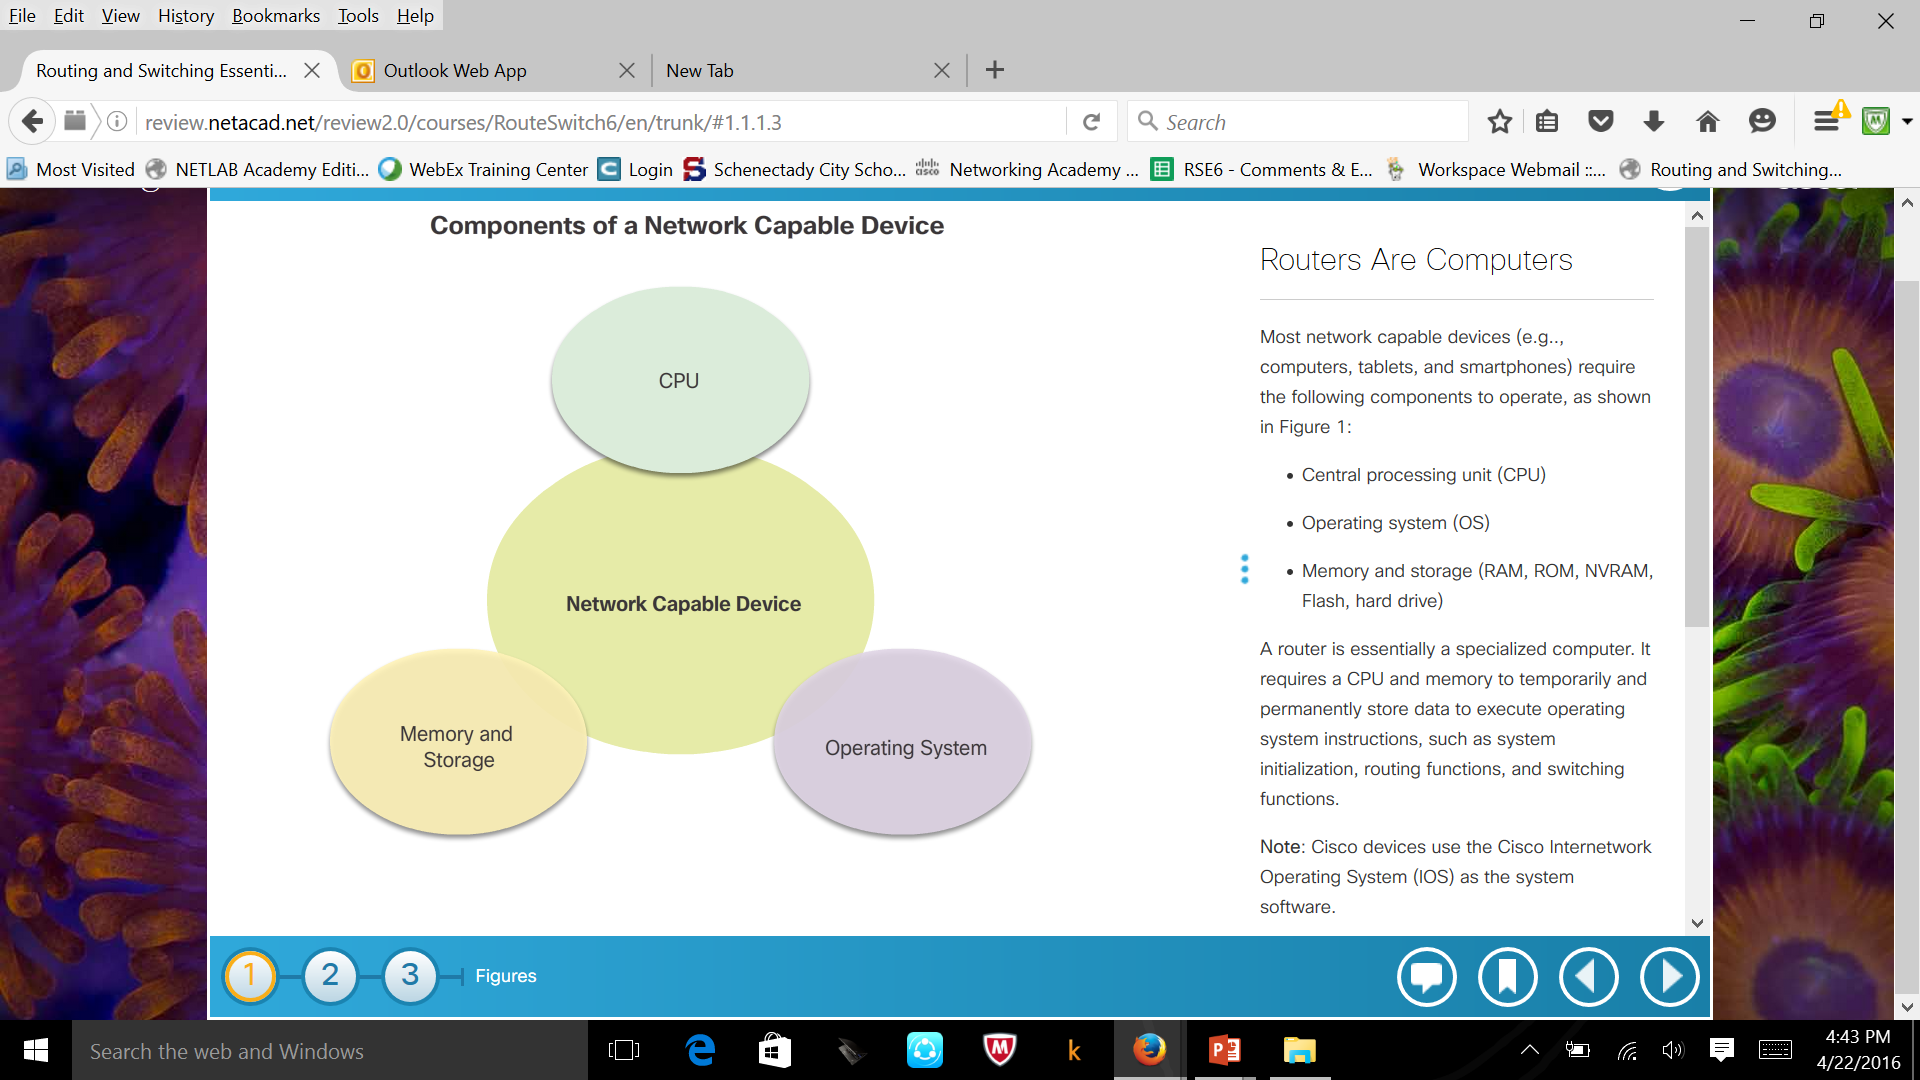 File Edit View History Bookmarks Tools Help
Routing and Switching Essenti...
Outlook Web App
New Tab
review.netacad.net/review2.0/courses/RouteSwitch6/en/trunk/#1.1.1.3
Search
Most Visited
NETLAB Academy Editi...
WebEx Training Center
Login
Schenectady City Scho...
Networking Academy ...
RSE6 - Comments & E...
Workspace Webmail ::...
Routing and Switching...
Components of a Network Capable Device
CPU
Network Capable Device
Memory and
Storage
Operating System
Routers Are Computers
Most network capable devices (e.g..,
computers, tablets, and smartphones) require
the following components to operate, as shown
in Figure 1:
• Central processing unit (CPU)
• Operating system (OS)
• Memory and storage (RAM, ROM, NVRAM,
Flash, hard drive)
A router is essentially a specialized computer. It
requires a CPU and memory to temporarily and
permanently store data to execute operating
system instructions, such as system
initialization, routing functions, and switching
functions.
Note: Cisco devices use the Cisco Internetwork
Operating System (IOS) as the system
software.
1 2 3 Figures
Search the web and Windows
4:43 PM
4/22/2016